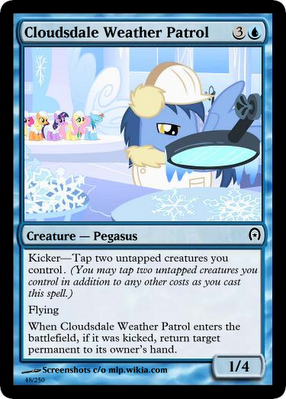 Cloudsdale Weather Patrol 3
Creature — Pegasus
Kicker—Tap two untapped creatures you
control. (You may tap two untapped creatures you
control in addition to any other costs as you cast
this spell.)
Flying
When Cloudsdale Weather Patrol enters the
battlefield, if it was kicked, return target
permanent to its owner's hand.
Screenshots c/o mlp.wikia.com
1/4
48/250